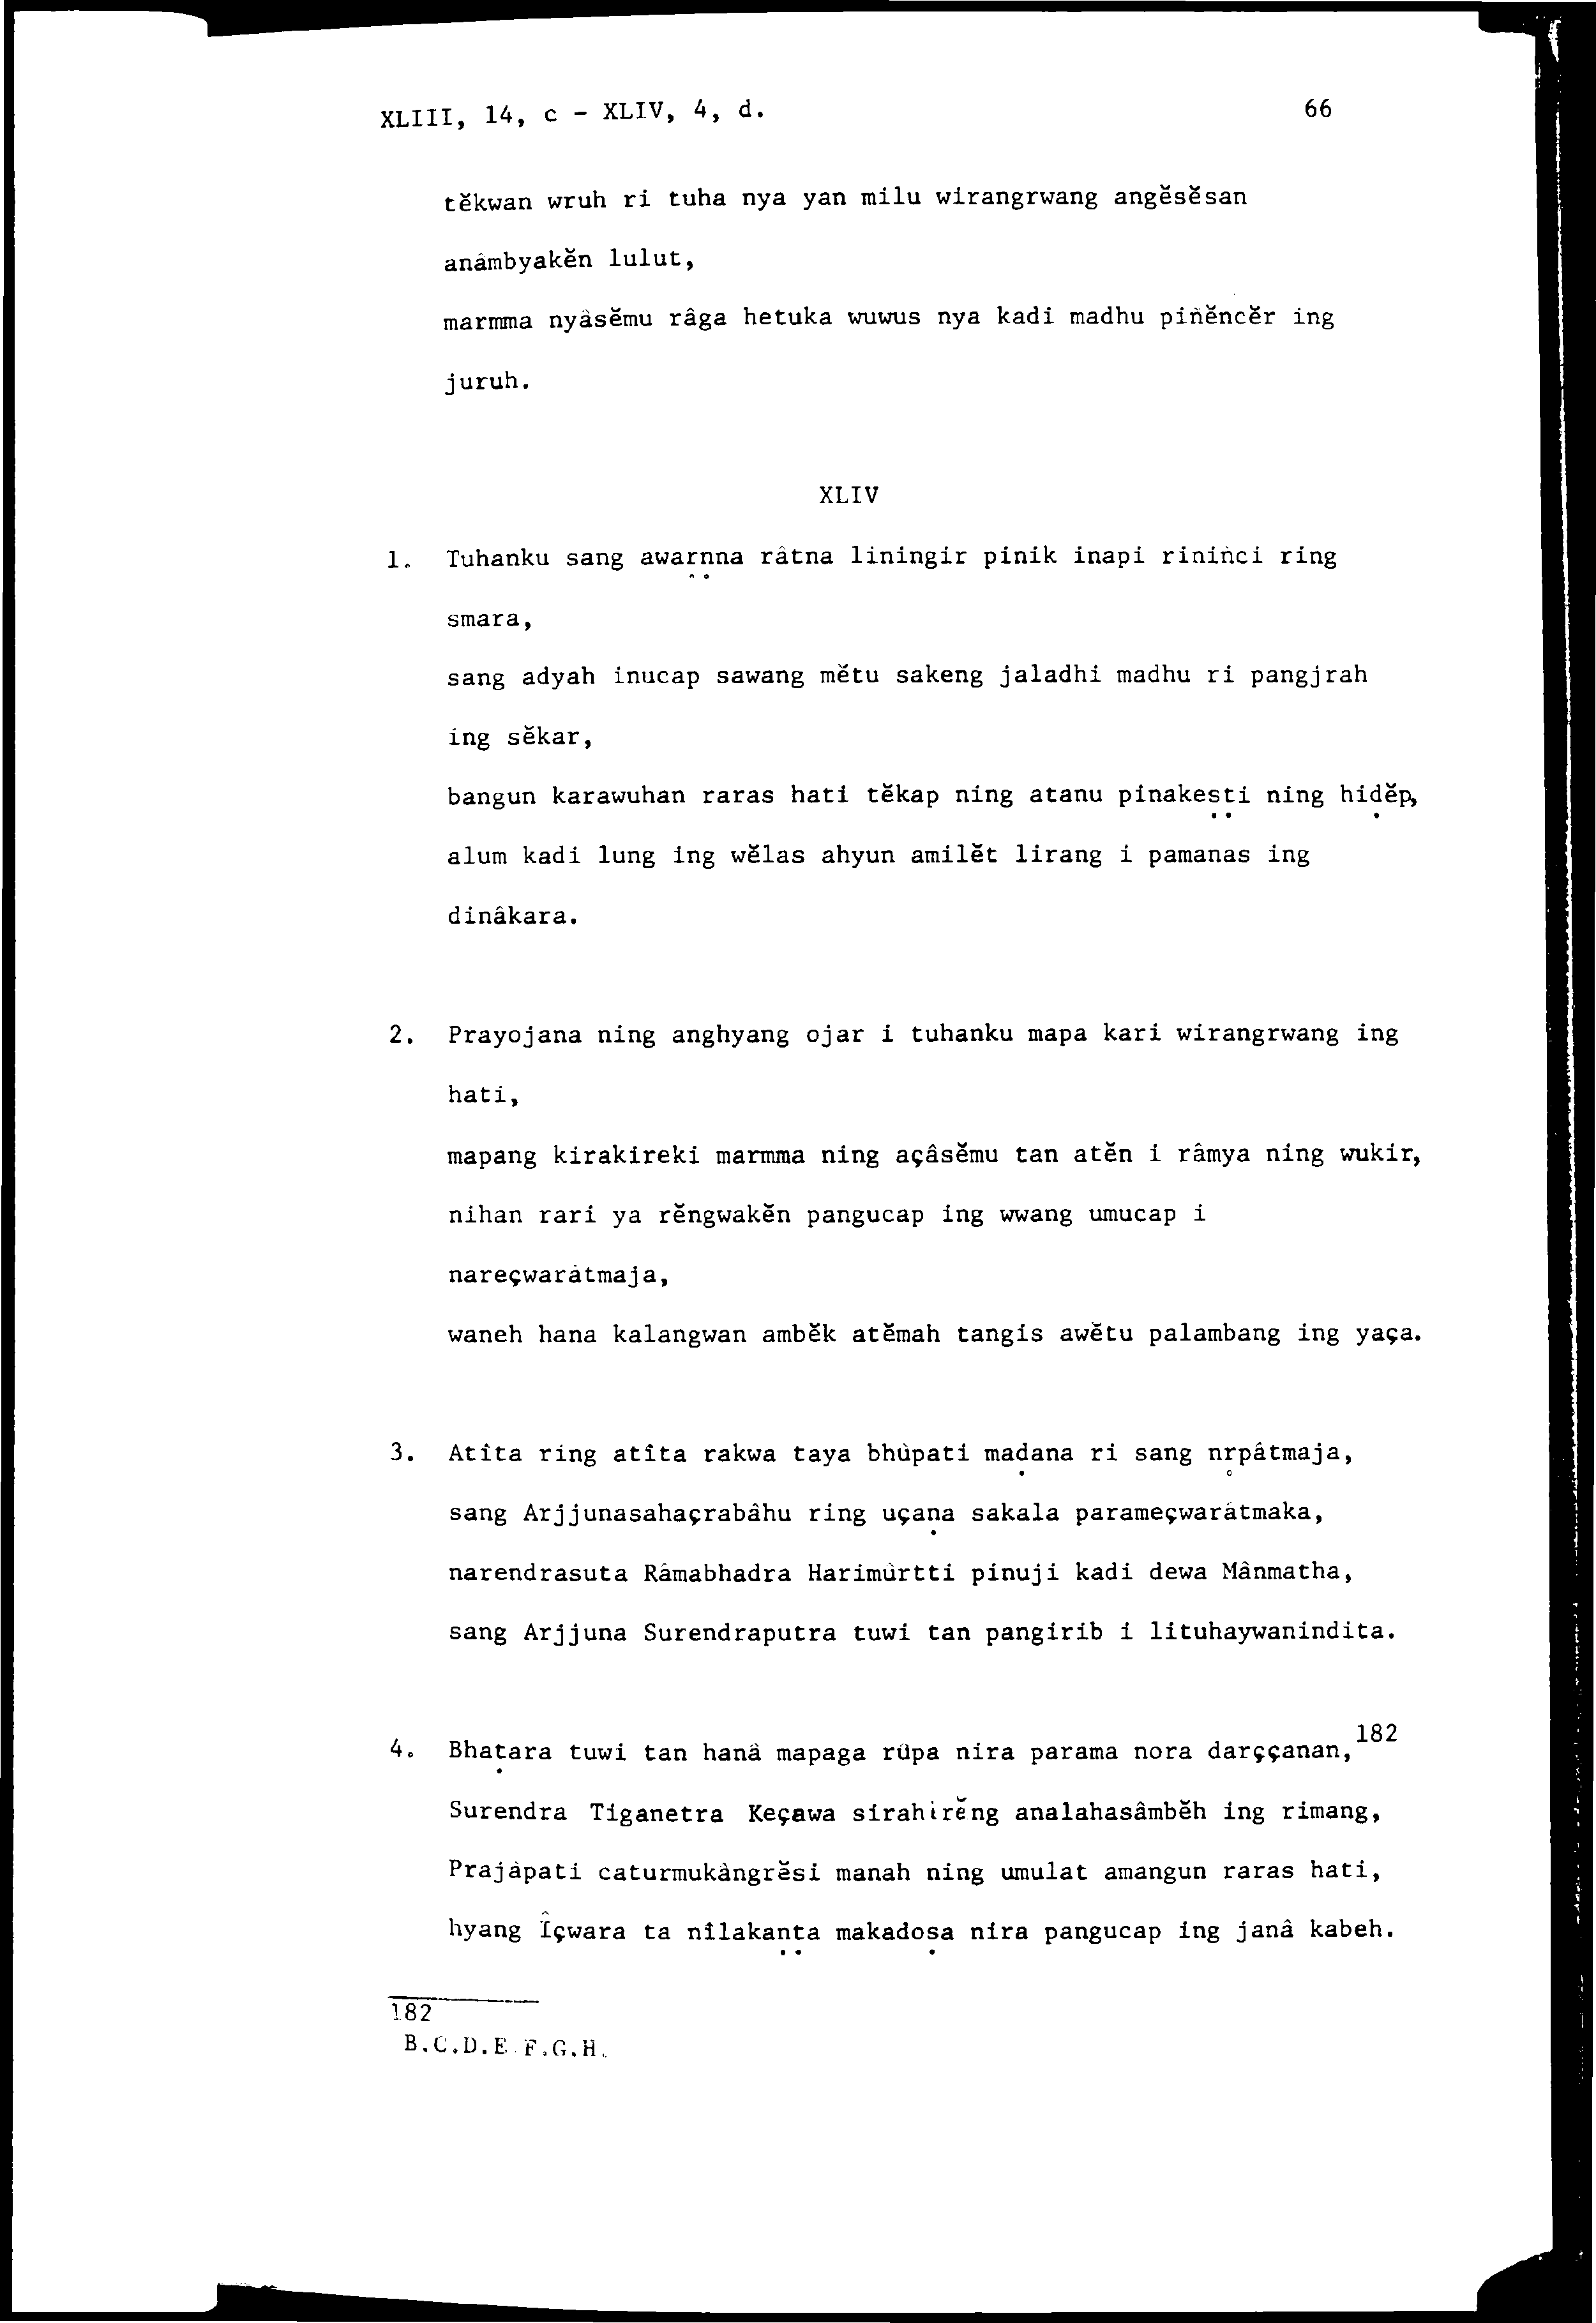 XLIII, 14, c - XLIV, 4, d. 66
tĕkwan wruh ri tuha nya yan milu wirangrwang angĕsĕsan
anâmbyakĕn lulut,
marmma nyâsĕmu râga hetuka wuwus nya kadi madhu piñĕncĕr ing
juruh.
XLIV
1. Tuhanku sang awarṇṇa râtna liningir pinik inapi rininci ring
smara,
sang adyah inucap sawang mĕtu sakeng jaladhi madhu ri pangjrah
ing sĕkar,
bangun karawuhan raras hati tĕkap ning atanu pinakeṣṭi ning hiḍĕp,
alum kadi lung ing wĕlas ahyun amilĕt lirang i pamanas ing
dinâkara.
2. Prayojana ning anghyang ojar i tuhanku mapa kari wirangrwang ing
hati,
mapang kirakireki marmma ning açâsĕmu tan atĕn i râmya ning wukir,
nihan rari ya rĕngwakĕn pangucap ing wwang umucap i
nareçwarâtmaja,
waneh hana kalangwan ambĕk atĕmah tangis awĕtu palambang ing yaça.
3. Atîta ring atîta rakwa taya bhûpati maḍana ri sang nṛpâtmaja,
sang Arjjunasahaçrabâhu ring uçaṇa sakala parameçwarâtmaka,
narendrasuta Râmabhadra Harimûrtti pinuji kadi dewa Mânmatha,
sang Arjjuna Surendraputra tuwi tan pangirib i lituhaywanindita.
4. Bhaṭara tuwi tan hanâ mapaga rûpa nira parama nora darççanan,182
Surendra Tiganetra Keçawa sirahirĕng analahasâmbĕh ing rimang,
Prajâpati caturmukângrĕsi manah ning umulat amangun raras hati,
hyang Îçwara ta nîlakaṇṭa makadoṣa nira pangucap ing janâ kabeh.
182
B.C.D.E.F.G.H.